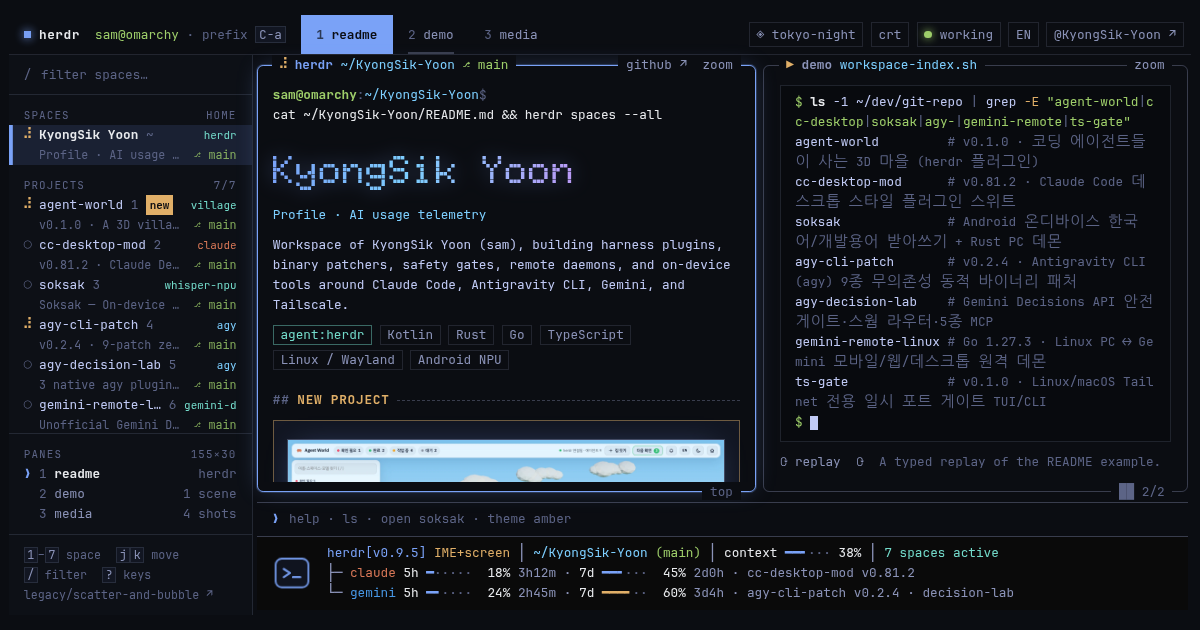 herdr sam@omarchy · prefix C-a 1 readme 2 demo 3 media tokyo-night crt working EN @KyongSik-Yoon ↗
/ filter spaces…
SPACES HOME
KyongSik Yoon ~ herdr
Profile · AI usage … main
PROJECTS 7/7
agent-world 1 new village
v0.1.0 · A 3D villa… main
cc-desktop-mod 2 claude
v0.81.2 · Claude De… main
soksak 3 whisper-npu
Soksak — On-device … main
agy-cli-patch 4 agy
v0.2.4 · 9-patch ze… main
agy-decision-lab 5 agy
3 native agy plugin… main
gemini-remote-l… 6 gemini-d
Unofficial Gemini D… main
PANES 155×30
1 readme herdr
2 demo 1 scene
3 media 4 shots
1-7 space j k move
/ filter ? keys
legacy/scatter-and-bubble ↗
herdr ~/KyongSik-Yoon main github ↗ zoom
sam@omarchy:~/KyongSik-Yoon$
cat ~/KyongSik-Yoon/README.md && herdr spaces --all
KyongSik Yoon
Profile · AI usage telemetry
Workspace of KyongSik Yoon (sam), building harness plugins,
binary patchers, safety gates, remote daemons, and on-device
tools around Claude Code, Antigravity CLI, Gemini, and
Tailscale.
agent:herdr Kotlin Rust Go TypeScript
Linux / Wayland Android NPU
## NEW PROJECT
Agent World
top
demo workspace-index.sh zoom
$ ls -1 ~/dev/git-repo | grep -E "agent-world|c
c-desktop|soksak|agy-|gemini-remote|ts-gate"
agent-world # v0.1.0 · 코딩 에이전트들
이 사는 3D 마을 (herdr 플러그인)
cc-desktop-mod # v0.81.2 · Claude Code 데
스크톱 스타일 플러그인 스위트
soksak # Android 온디바이스 한국
어/개발용어 받아쓰기 + Rust PC 데몬
agy-cli-patch # v0.2.4 · Antigravity CLI
(agy) 9종 무의존성 동적 바이너리 패처
agy-decision-lab # Gemini Decisions API 안전
게이트·스웜 라우터·5종 MCP
gemini-remote-linux # Go 1.27.3 · Linux PC ↔ Ge
mini 모바일/웹/데스크톱 원격 데몬
ts-gate # v0.1.0 · Linux/macOS Tail
net 전용 일시 포트 게이트 TUI/CLI
$
replay A typed replay of the README example.
2/2
❯ help · ls · open soksak · theme amber
herdr[v0.9.5] IME+screen │ ~/KyongSik-Yoon (main) │ context 38% │ 7 spaces active
├─ claude 5h 18% 3h12m · 7d 45% 2d0h · cc-desktop-mod v0.81.2
└─ gemini 5h 24% 2h45m · 7d 60% 3d4h · agy-cli-patch v0.2.4 · decision-lab